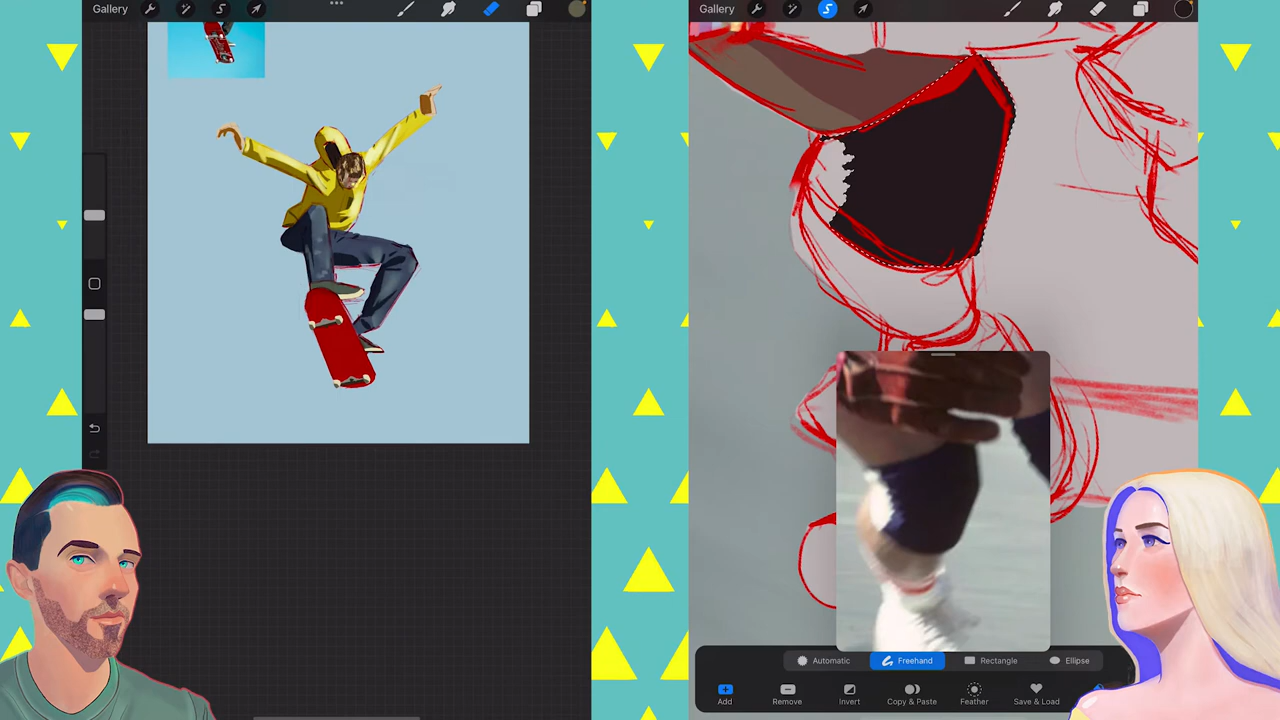 Gallery
Gallery
Automatic
Freehand
Rectangle
Ellipse
Add
Remove
Invert
Copy & Paste
Feather
Save & Load